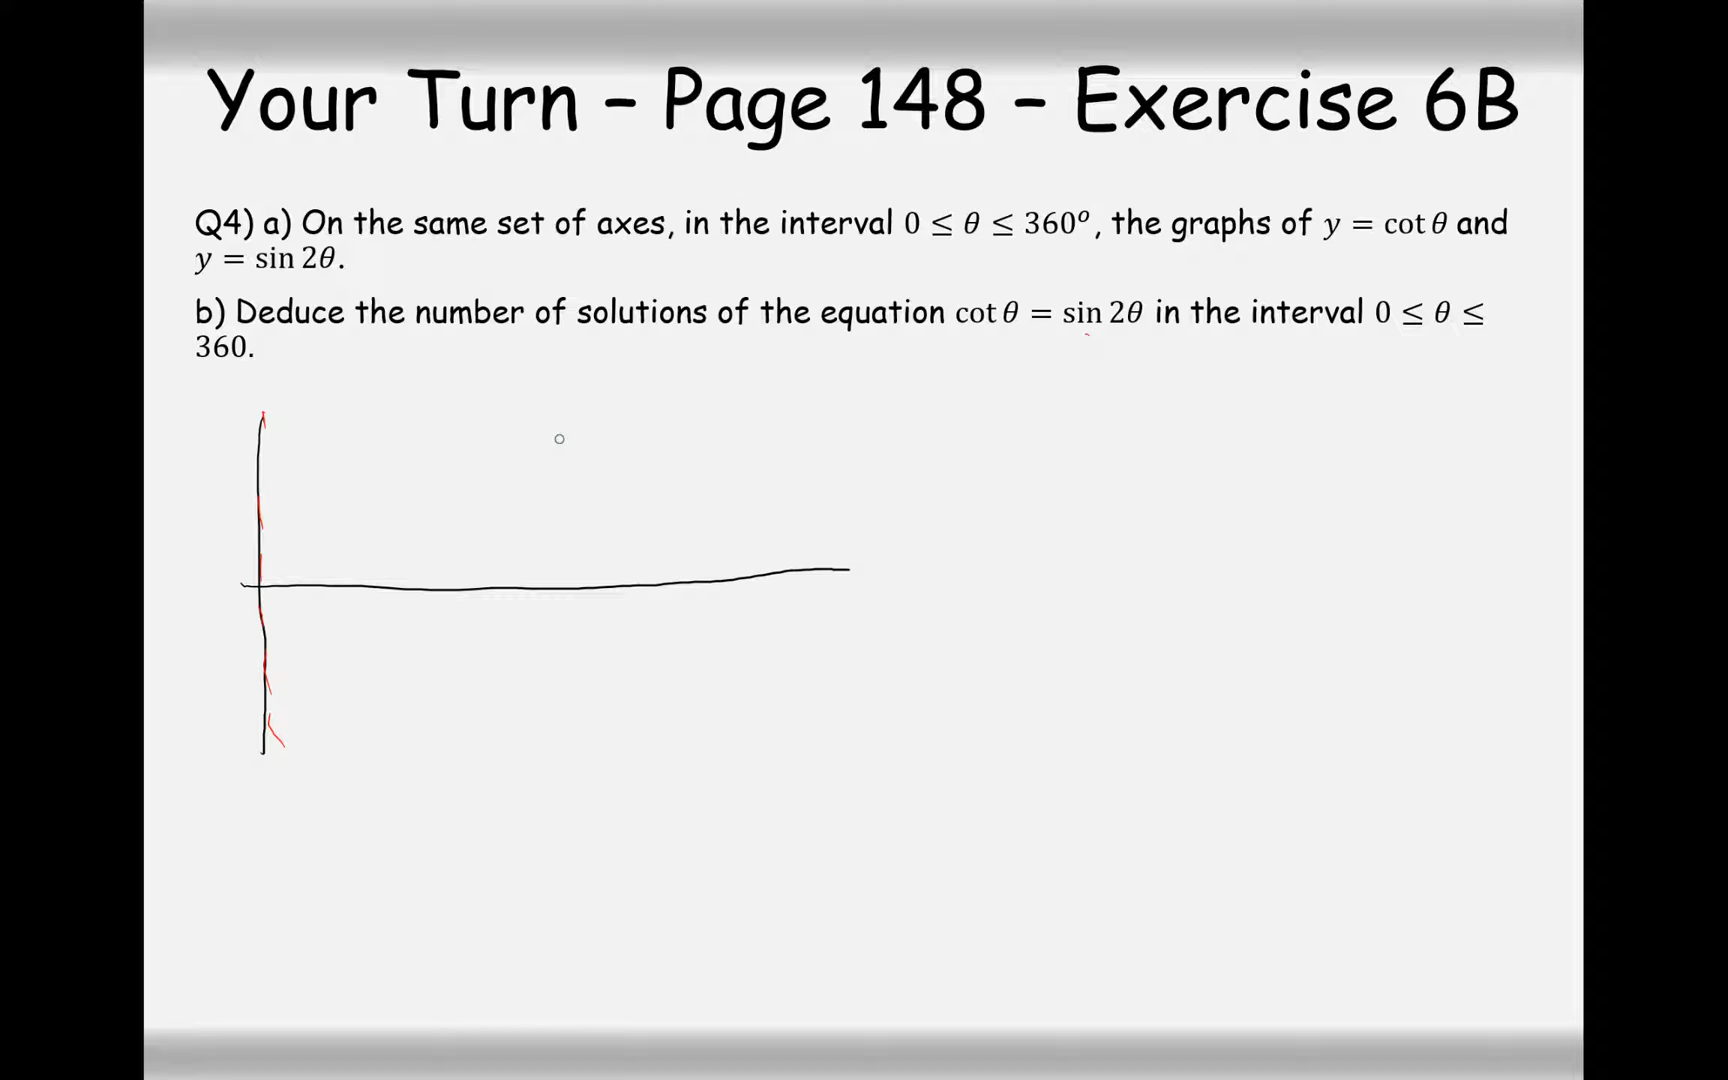 Your Turn – Page 148 – Exercise 6B
Q4) a) On the same set of axes, in the interval 0 ≤ θ ≤ 360ᵒ, the graphs of y = cot θ and
y = sin 2θ.
b) Deduce the number of solutions of the equation cot θ = sin 2θ in the interval 0 ≤ θ ≤
360.